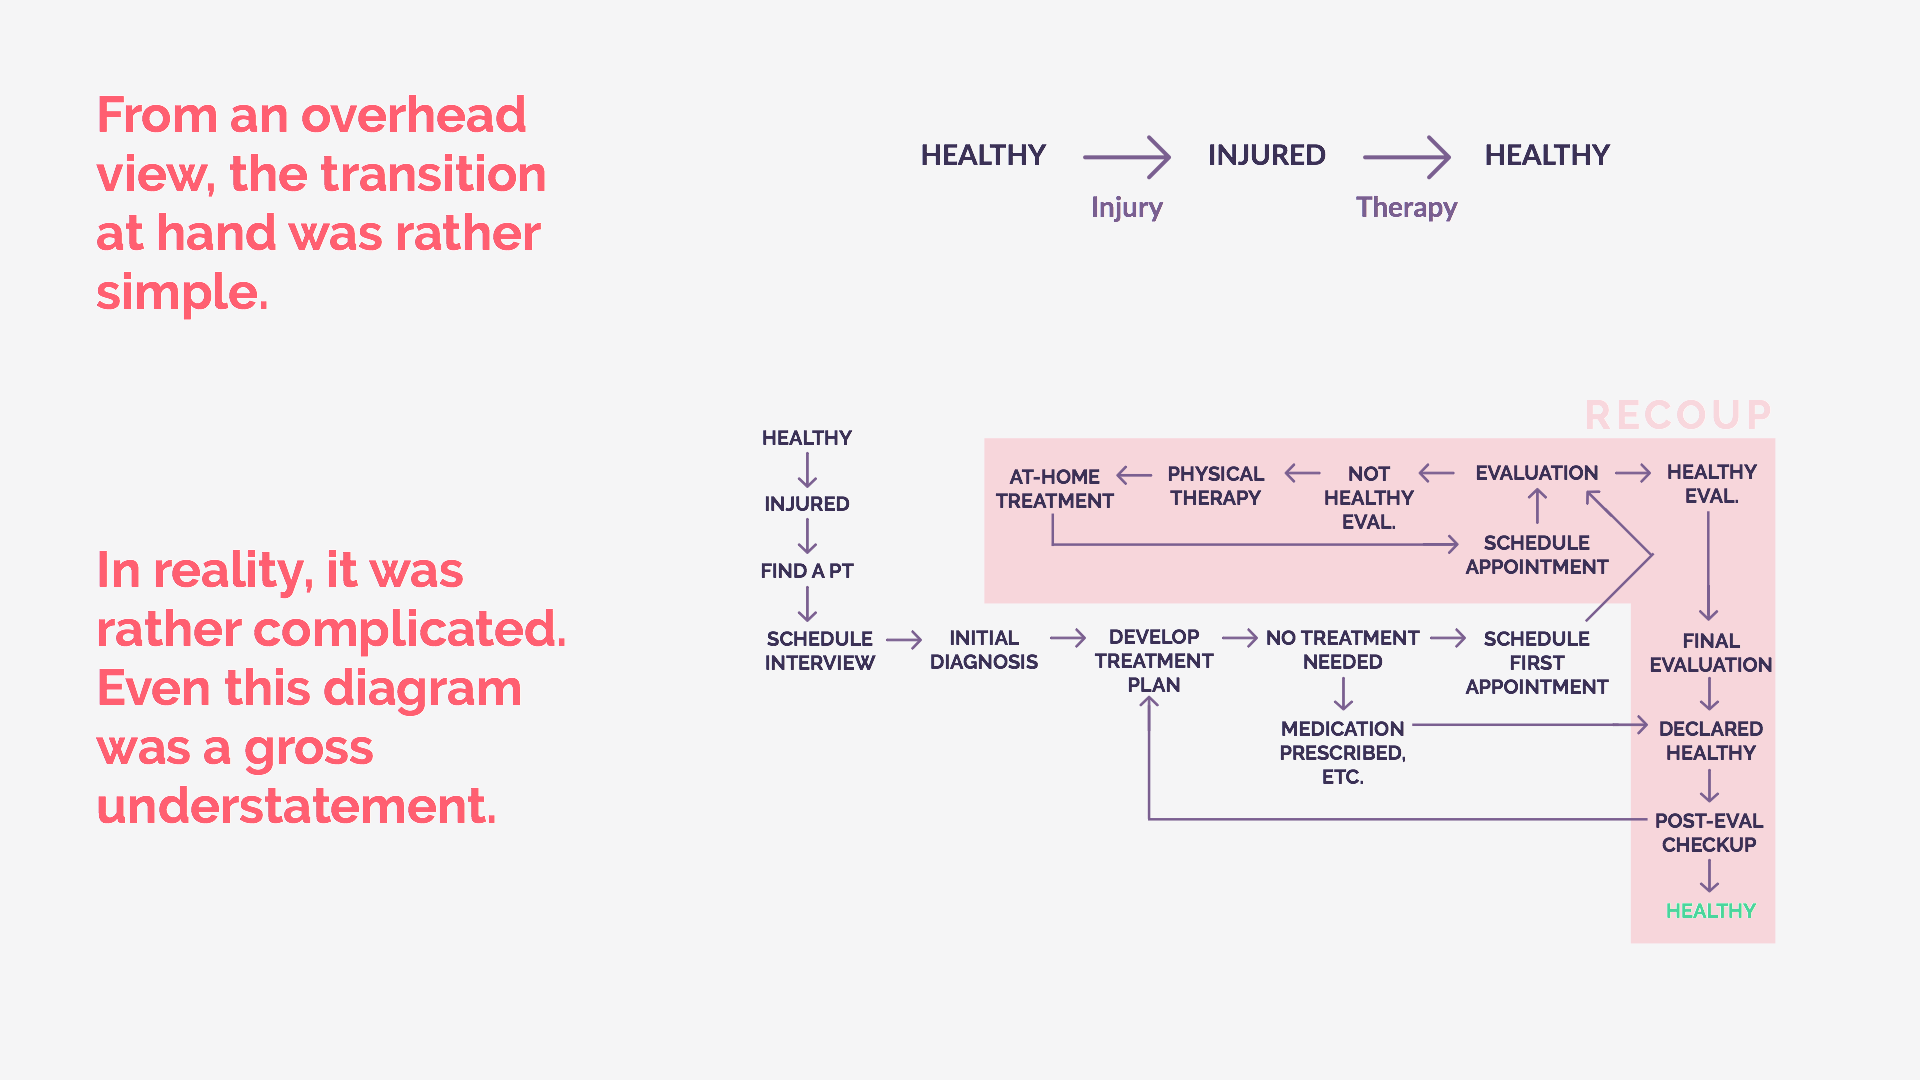 From an overhead
view, the transition
at hand was rather
simple.
HEALTHY
INJURED
HEALTHY
Injury
Therapy
In reality, it was
rather complicated.
Even this diagram
was a gross
understatement.
RECOUP
HEALTHY
INJURED
FIND A PT
SCHEDULE
INTERVIEW
INITIAL
DIAGNOSIS
DEVELOP
TREATMENT
PLAN
NO TREATMENT
NEEDED
MEDICATION
PRESCRIBED,
ETC.
SCHEDULE
FIRST
APPOINTMENT
AT-HOME
TREATMENT
PHYSICAL
THERAPY
NOT
HEALTHY
EVAL.
EVALUATION
SCHEDULE
APPOINTMENT
HEALTHY
EVAL.
FINAL
EVALUATION
DECLARED
HEALTHY
POST-EVAL
CHECKUP
HEALTHY